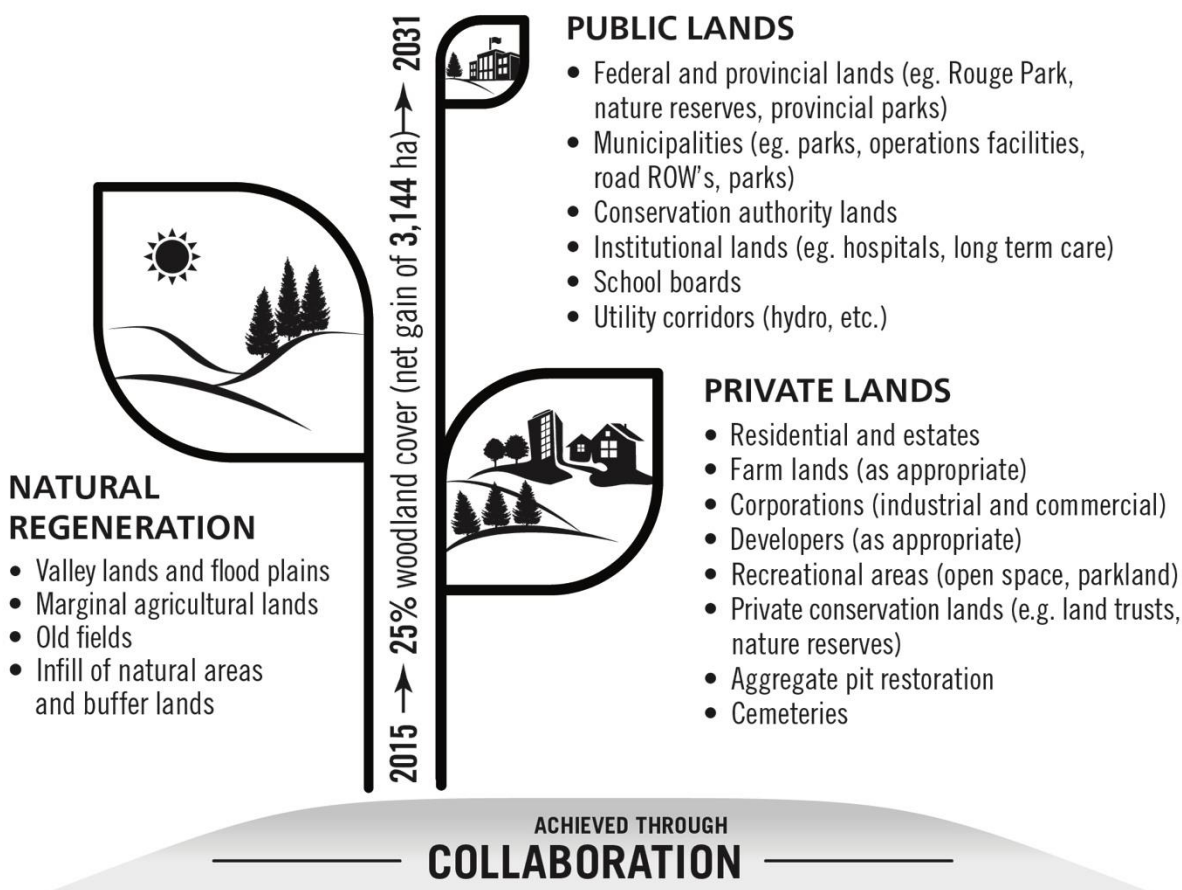 PUBLIC LANDS
• Federal and provincial lands (eg. Rouge Park,
nature reserves, provincial parks)
• Municipalities (eg. parks, operations facilities,
road ROW's, parks)
• Conservation authority lands
• Institutional lands (eg. hospitals, long term care)
• School boards
• Utility corridors (hydro, etc.)
2015 → 25% woodland cover (net gain of 3,144 ha) → 2031
PRIVATE LANDS
• Residential and estates
• Farm lands (as appropriate)
• Corporations (industrial and commercial)
• Developers (as appropriate)
• Recreational areas (open space, parkland)
• Private conservation lands (e.g. land trusts,
nature reserves)
• Aggregate pit restoration
• Cemeteries
NATURAL
REGENERATION
• Valley lands and flood plains
• Marginal agricultural lands
• Old fields
• Infill of natural areas
and buffer lands
ACHIEVED THROUGH
COLLABORATION